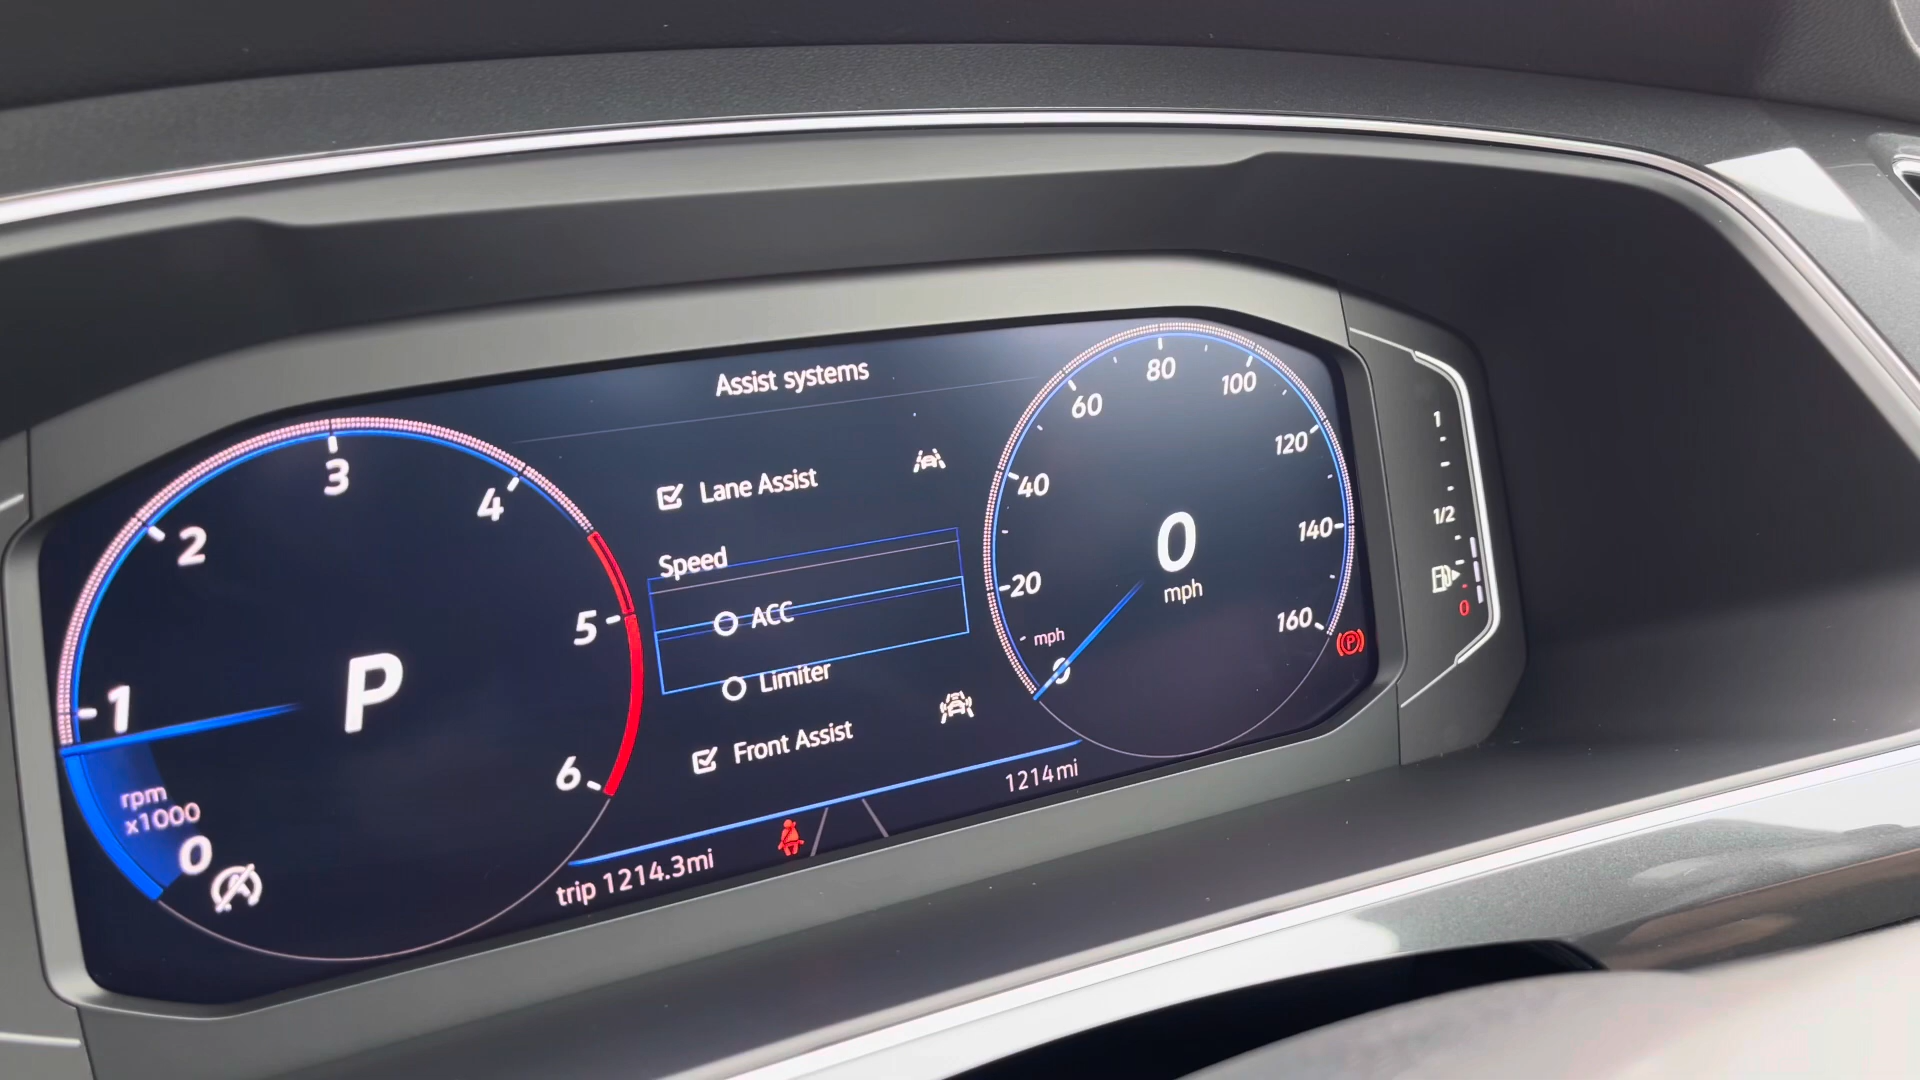 Assist systems
Lane Assist
Speed
ACC
Limiter
Front Assist
trip 1214.3mi
1214mi
P
0
1
2
3
4
5
6
rpm
x1000
0
mph
0
20
40
60
80
100
120
140
160
mph
1
1/2
0